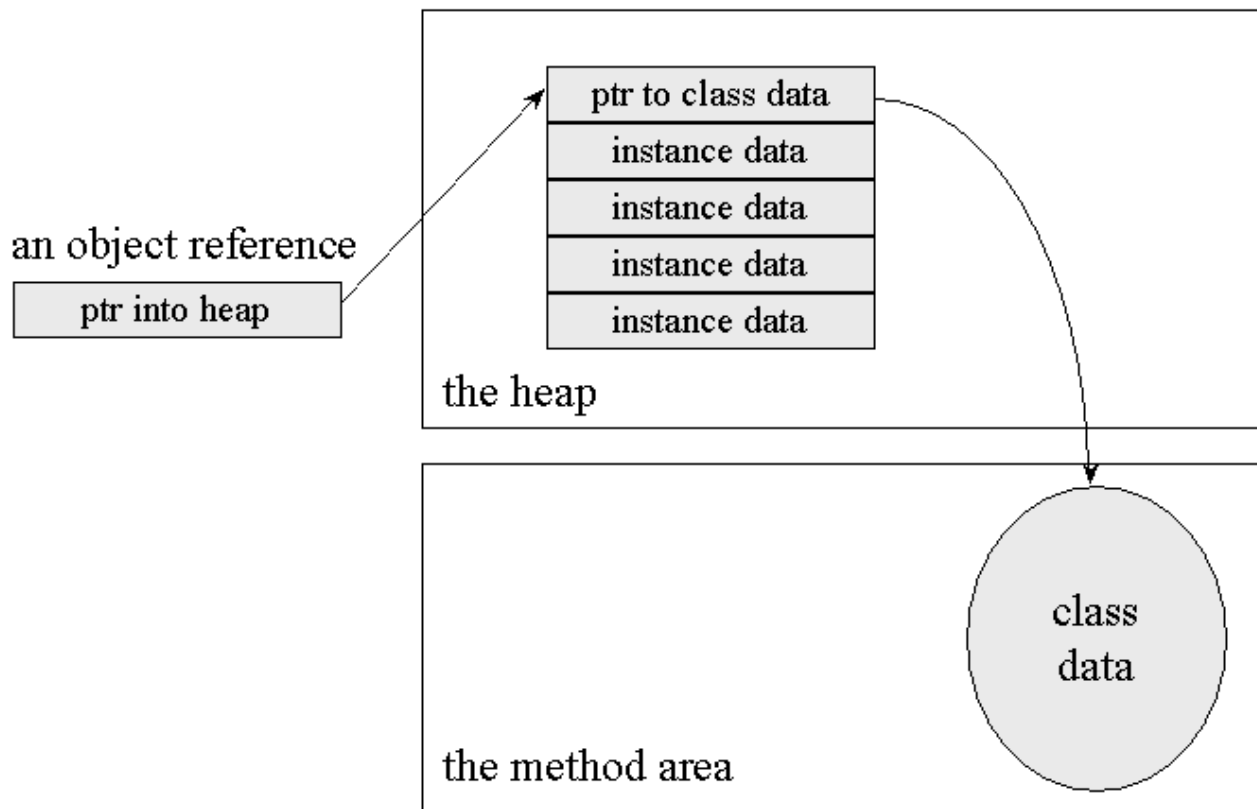 ptr to class data
instance data
instance data
instance data
instance data
an object reference
ptr into heap
the heap
class
data
the method area